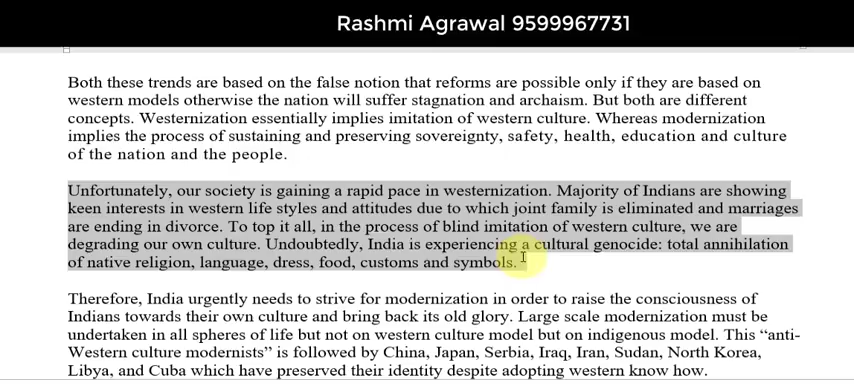 Rashmi Agrawal 9599967731
Both these trends are based on the false notion that reforms are possible only if they are based on
western models otherwise the nation will suffer stagnation and archaism. But both are different
concepts. Westernization essentially implies imitation of western culture. Whereas modernization
implies the process of sustaining and preserving sovereignty, safety, health, education and culture
of the nation and the people.
Unfortunately, our society is gaining a rapid pace in westernization. Majority of Indians are showing
keen interests in western life styles and attitudes due to which joint family is eliminated and marriages
are ending in divorce. To top it all, in the process of blind imitation of western culture, we are
degrading our own culture. Undoubtedly, India is experiencing a cultural genocide: total annihilation
of native religion, language, dress, food, customs and symbols.
Therefore, India urgently needs to strive for modernization in order to raise the consciousness of
Indians towards their own culture and bring back its old glory. Large scale modernization must be
undertaken in all spheres of life but not on western culture model but on indigenous model. This “anti-
Western culture modernists” is followed by China, Japan, Serbia, Iraq, Iran, Sudan, North Korea,
Libya, and Cuba which have preserved their identity despite adopting western know how.